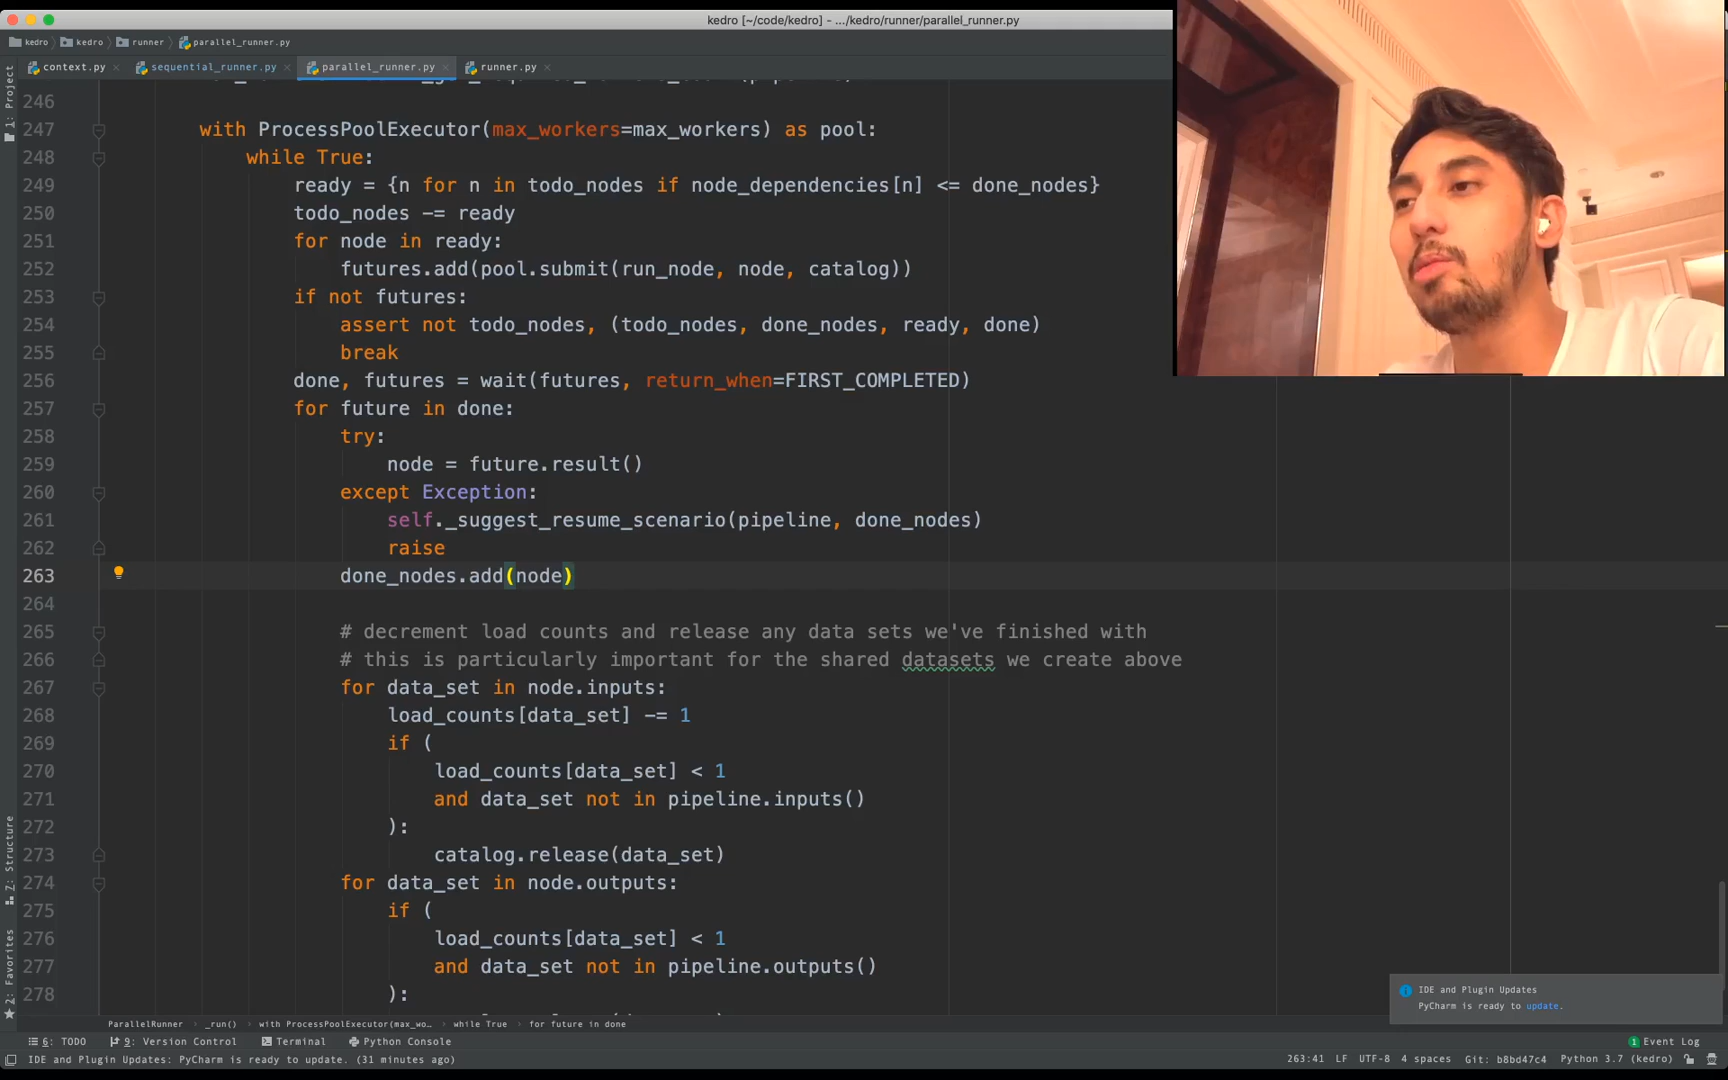 kedro [~/code/kedro] - .../kedro/runner/parallel_runner.py
kedro kedro runner parallel_runner.py
context.py sequential_runner.py parallel_runner.py runner.py
1: Project
246
247 with ProcessPoolExecutor(max_workers=max_workers) as pool:
248 while True:
249 ready = {n for n in todo_nodes if node_dependencies[n] <= done_nodes}
250 todo_nodes -= ready
251 for node in ready:
252 futures.add(pool.submit(run_node, node, catalog))
253 if not futures:
254 assert not todo_nodes, (todo_nodes, done_nodes, ready, done)
255 break
256 done, futures = wait(futures, return_when=FIRST_COMPLETED)
257 for future in done:
258 try:
259 node = future.result()
260 except Exception:
261 self._suggest_resume_scenario(pipeline, done_nodes)
262 raise
263 done_nodes.add(node)
264
265 # decrement load counts and release any data sets we've finished with
266 # this is particularly important for the shared datasets we create above
267 for data_set in node.inputs:
268 load_counts[data_set] -= 1
269 if (
270 load_counts[data_set] < 1
271 and data_set not in pipeline.inputs()
272 ):
273 catalog.release(data_set)
274 for data_set in node.outputs:
275 if (
276 load_counts[data_set] < 1
277 and data_set not in pipeline.outputs()
278 ):
Z: Structure
2: Favorites
IDE and Plugin Updates
PyCharm is ready to update.
ParallelRunner _run() with ProcessPoolExecutor(max_wo... while True for future in done
6: TODO 9: Version Control Terminal Python Console 1 Event Log
IDE and Plugin Updates: PyCharm is ready to update. (31 minutes ago) 263:41 LF UTF-8 4 spaces Git: b8bd47c4 Python 3.7 (kedro)